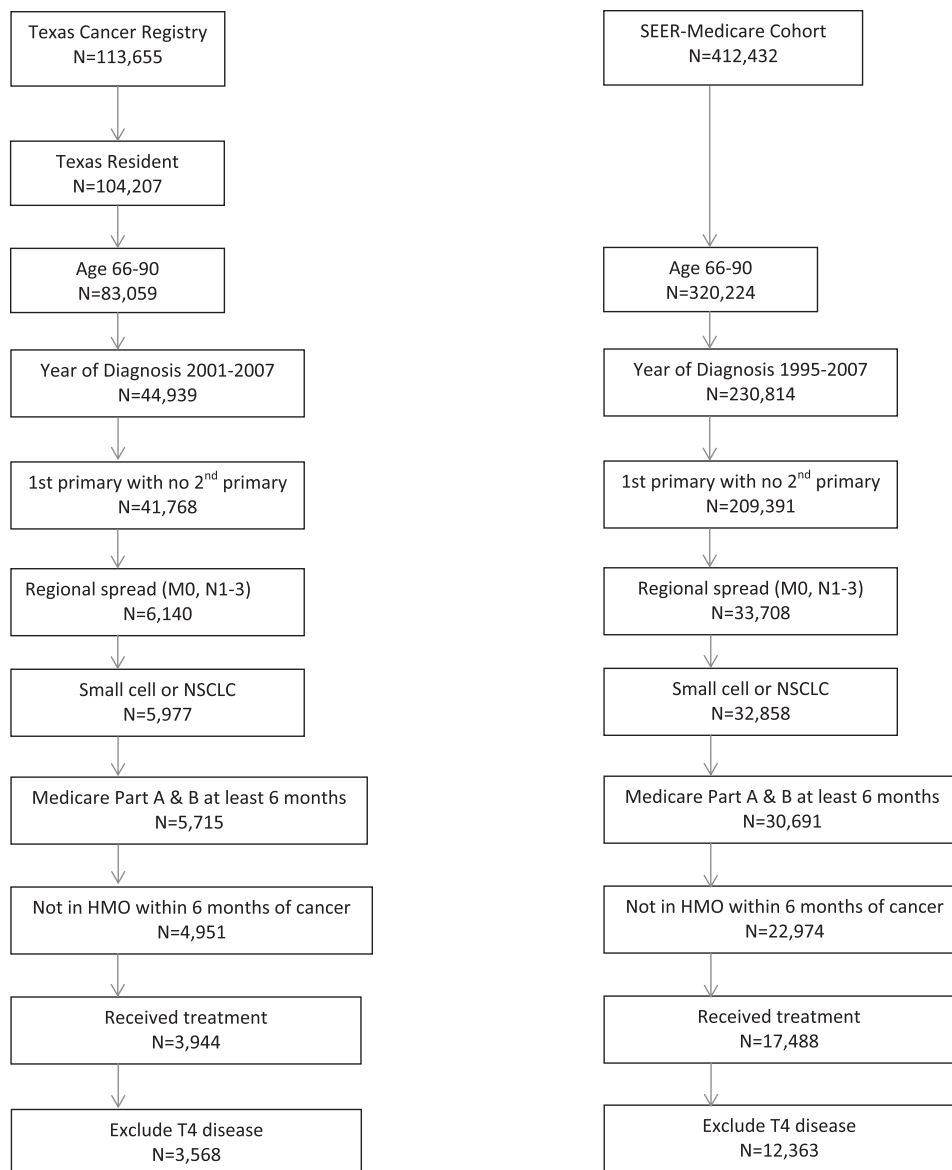 Texas Cancer Registry
N=113,655
Texas Resident
N=104,207
Age 66-90
N=83,059
Year of Diagnosis 2001-2007
N=44,939
1st primary with no 2nd primary
N=41,768
Regional spread (M0, N1-3)
N=6,140
Small cell or NSCLC
N=5,977
Medicare Part A & B at least 6 months
N=5,715
Not in HMO within 6 months of cancer
N=4,951
Received treatment
N=3,944
Exclude T4 disease
N=3,568
SEER-Medicare Cohort
N=412,432
Age 66-90
N=320,224
Year of Diagnosis 1995-2007
N=230,814
1st primary with no 2nd primary
N=209,391
Regional spread (M0, N1-3)
N=33,708
Small cell or NSCLC
N=32,858
Medicare Part A & B at least 6 months
N=30,691
Not in HMO within 6 months of cancer
N=22,974
Received treatment
N=17,488
Exclude T4 disease
N=12,363